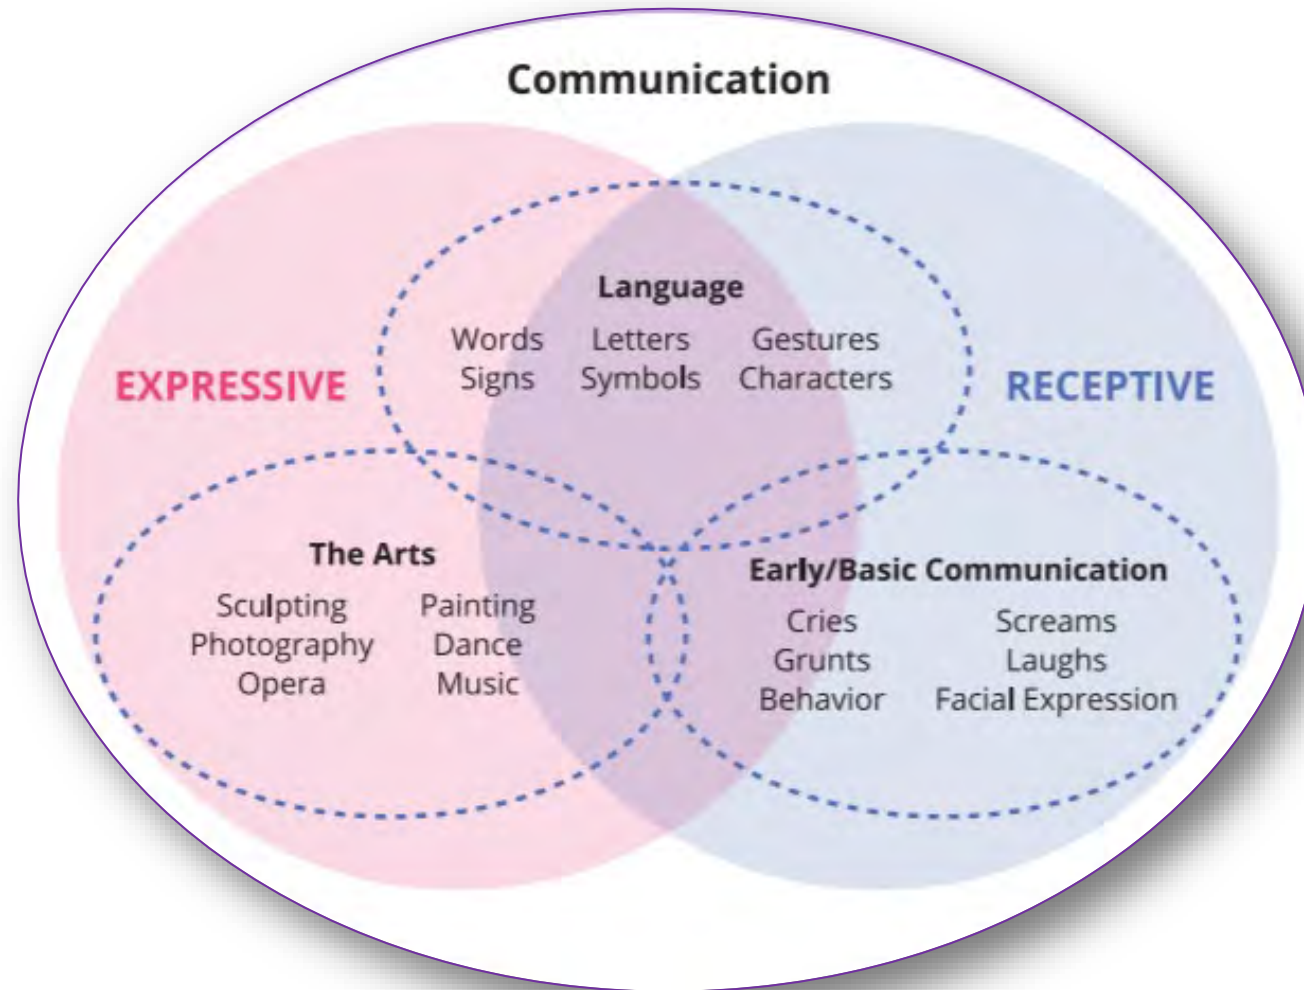 Communication
Language
Words Letters Gestures
Signs Symbols Characters
EXPRESSIVE
RECEPTIVE
The Arts
Sculpting Painting
Photography Dance
Opera Music
Early/Basic Communication
Cries Screams
Grunts Laughs
Behavior Facial Expression